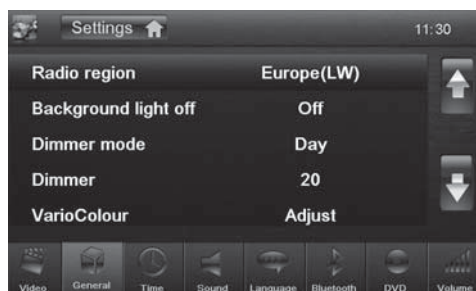 Settings 11:30
Radio region Europe(LW)
Background light off Off
Dimmer mode Day
Dimmer 20
VarioColour Adjust
Video General Time Sound Language Bluetooth DVD Volume